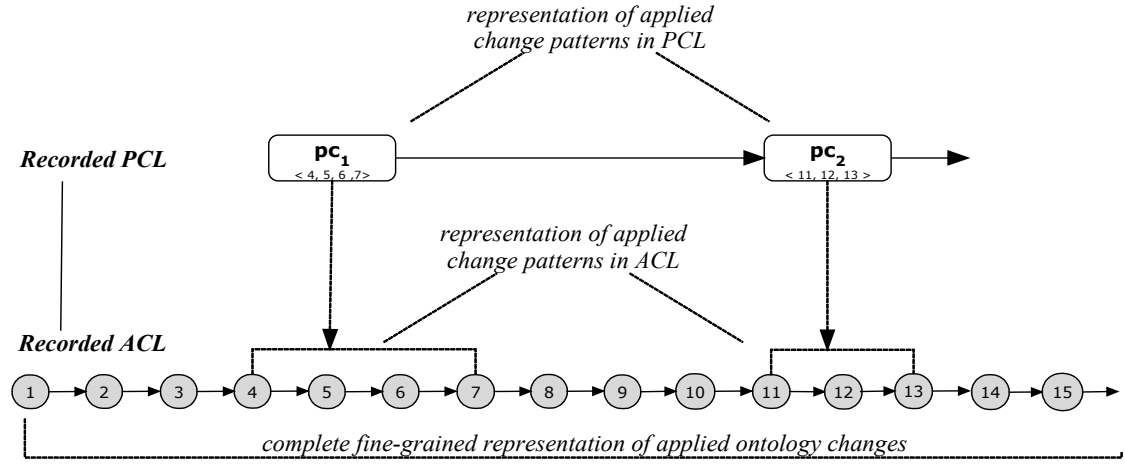 representation of applied
change patterns in PCL
Recorded PCL
pc1
< 4, 5, 6 ,7>
pc2
< 11, 12, 13 >
representation of applied
change patterns in ACL
Recorded ACL
1 2 3 4 5 6 7 8 9 10 11 12 13 14 15
complete fine-grained representation of applied ontology changes